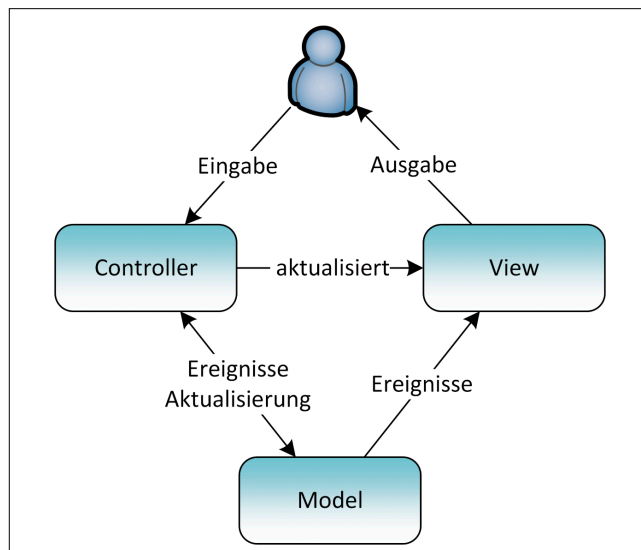 Eingabe
Ausgabe
Controller
aktualisiert
View
Ereignisse
Aktualisierung
Ereignisse
Model